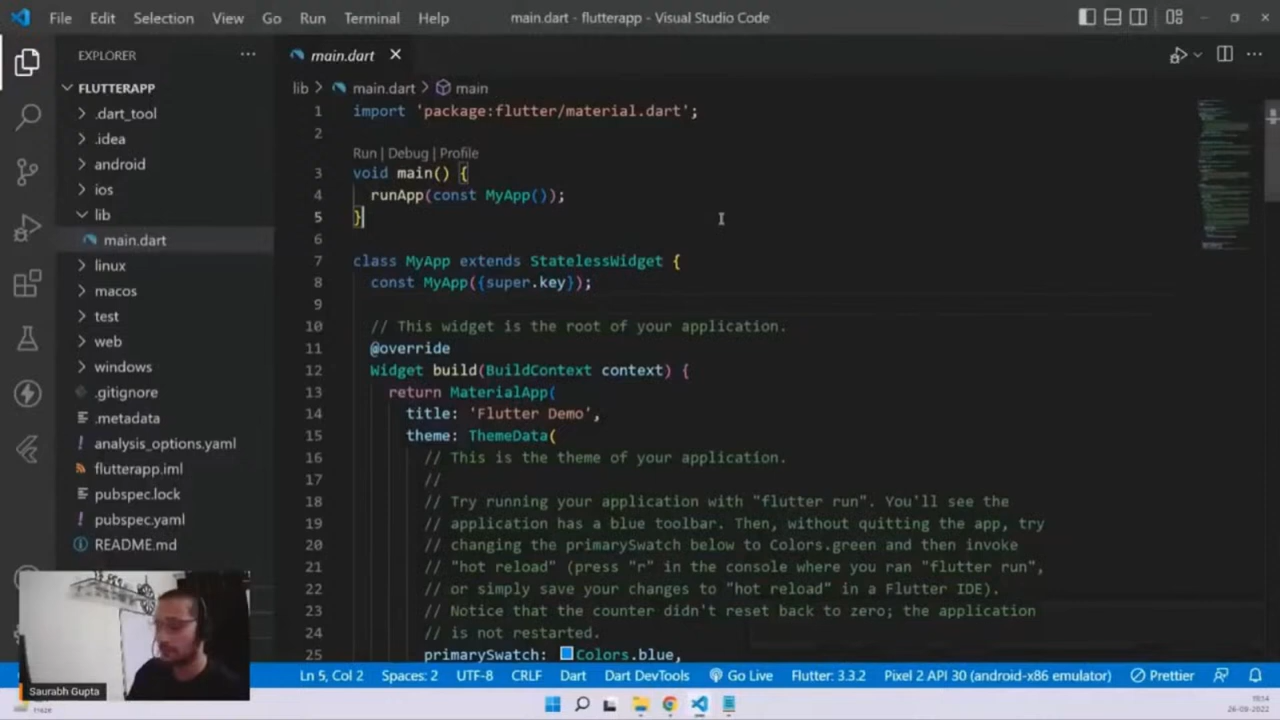 File Edit Selection View Go Run Terminal Help main.dart - flutterapp - Visual Studio Code
EXPLORER
FLUTTERAPP
.dart_tool
.idea
android
ios
lib
main.dart
linux
macos
test
web
windows
.gitignore
.metadata
analysis_options.yaml
flutterapp.iml
pubspec.lock
pubspec.yaml
README.md
main.dart
lib > main.dart > main
1 import 'package:flutter/material.dart';
2
Run | Debug | Profile
3 void main() {
4 runApp(const MyApp());
5 }
6
7 class MyApp extends StatelessWidget {
8 const MyApp({super.key});
9
10 // This widget is the root of your application.
11 @override
12 Widget build(BuildContext context) {
13 return MaterialApp(
14 title: 'Flutter Demo',
15 theme: ThemeData(
16 // This is the theme of your application.
17 //
18 // Try running your application with "flutter run". You'll see the
19 // application has a blue toolbar. Then, without quitting the app, try
20 // changing the primarySwatch below to Colors.green and then invoke
21 // "hot reload" (press "r" in the console where you ran "flutter run",
22 // or simply save your changes to "hot reload" in a Flutter IDE).
23 // Notice that the counter didn't reset back to zero; the application
24 // is not restarted.
25 primarySwatch: Colors.blue,
Saurabh Gupta
Ln 5, Col 2 Spaces: 2 UTF-8 CRLF Dart Dart DevTools Go Live Flutter: 3.3.2 Pixel 2 API 30 (android-x86 emulator) Prettier
Haze
19:14
26-09-2022